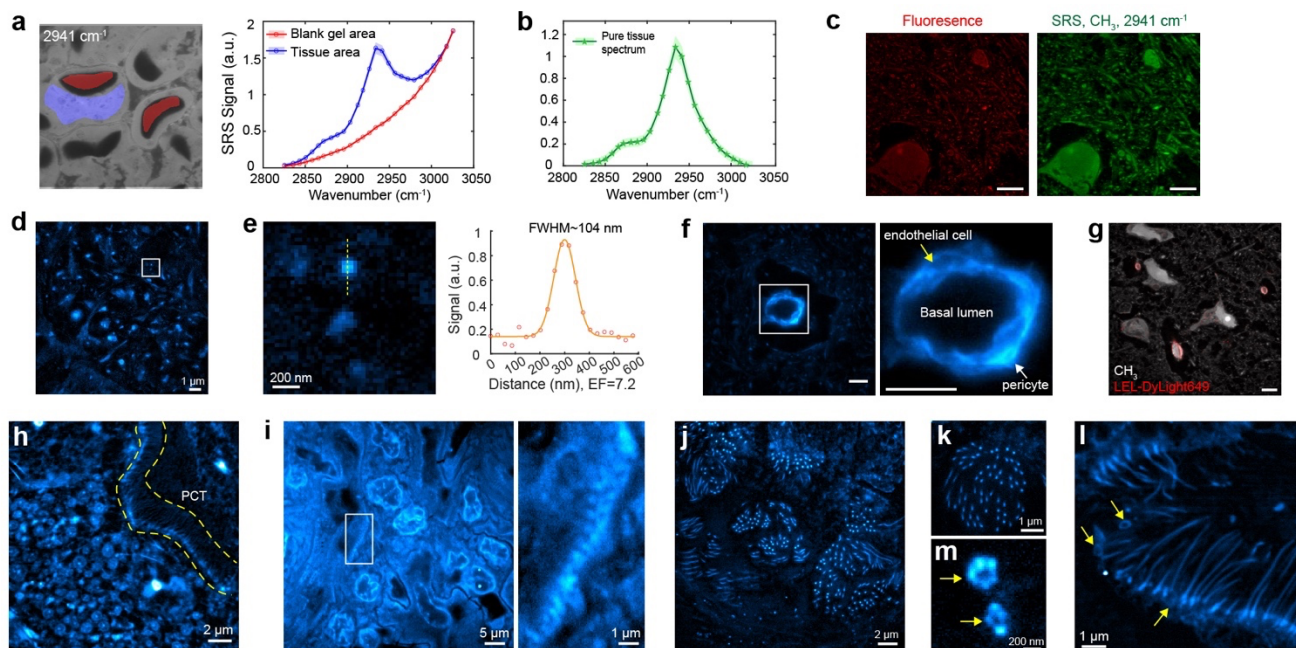 a
2941 cm⁻¹
SRS Signal (a.u.)
2
1.5
1
0.5
0
Blank gel area
Tissue area
2800 2850 2900 2950 3000 3050
Wavenumber (cm⁻¹)
b
1.2
1
0.8
0.6
0.4
0.2
0
Pure tissue
spectrum
2800 2850 2900 2950 3000 3050
Wavenumber (cm⁻¹)
c
Fluoresence
SRS, CH₃, 2941 cm⁻¹
d
1 µm
e
200 nm
FWHM~104 nm
Signal (a.u.)
1
0.8
0.6
0.4
0.2
0
0 100 200 300 400 500 600
Distance (nm), EF=7.2
f
endothelial cell
Basal lumen
pericyte
g
CH₃
LEL-DyLight649
h
PCT
2 µm
i
5 µm
1 µm
j
2 µm
k
1 µm
m
200 nm
l
1 µm